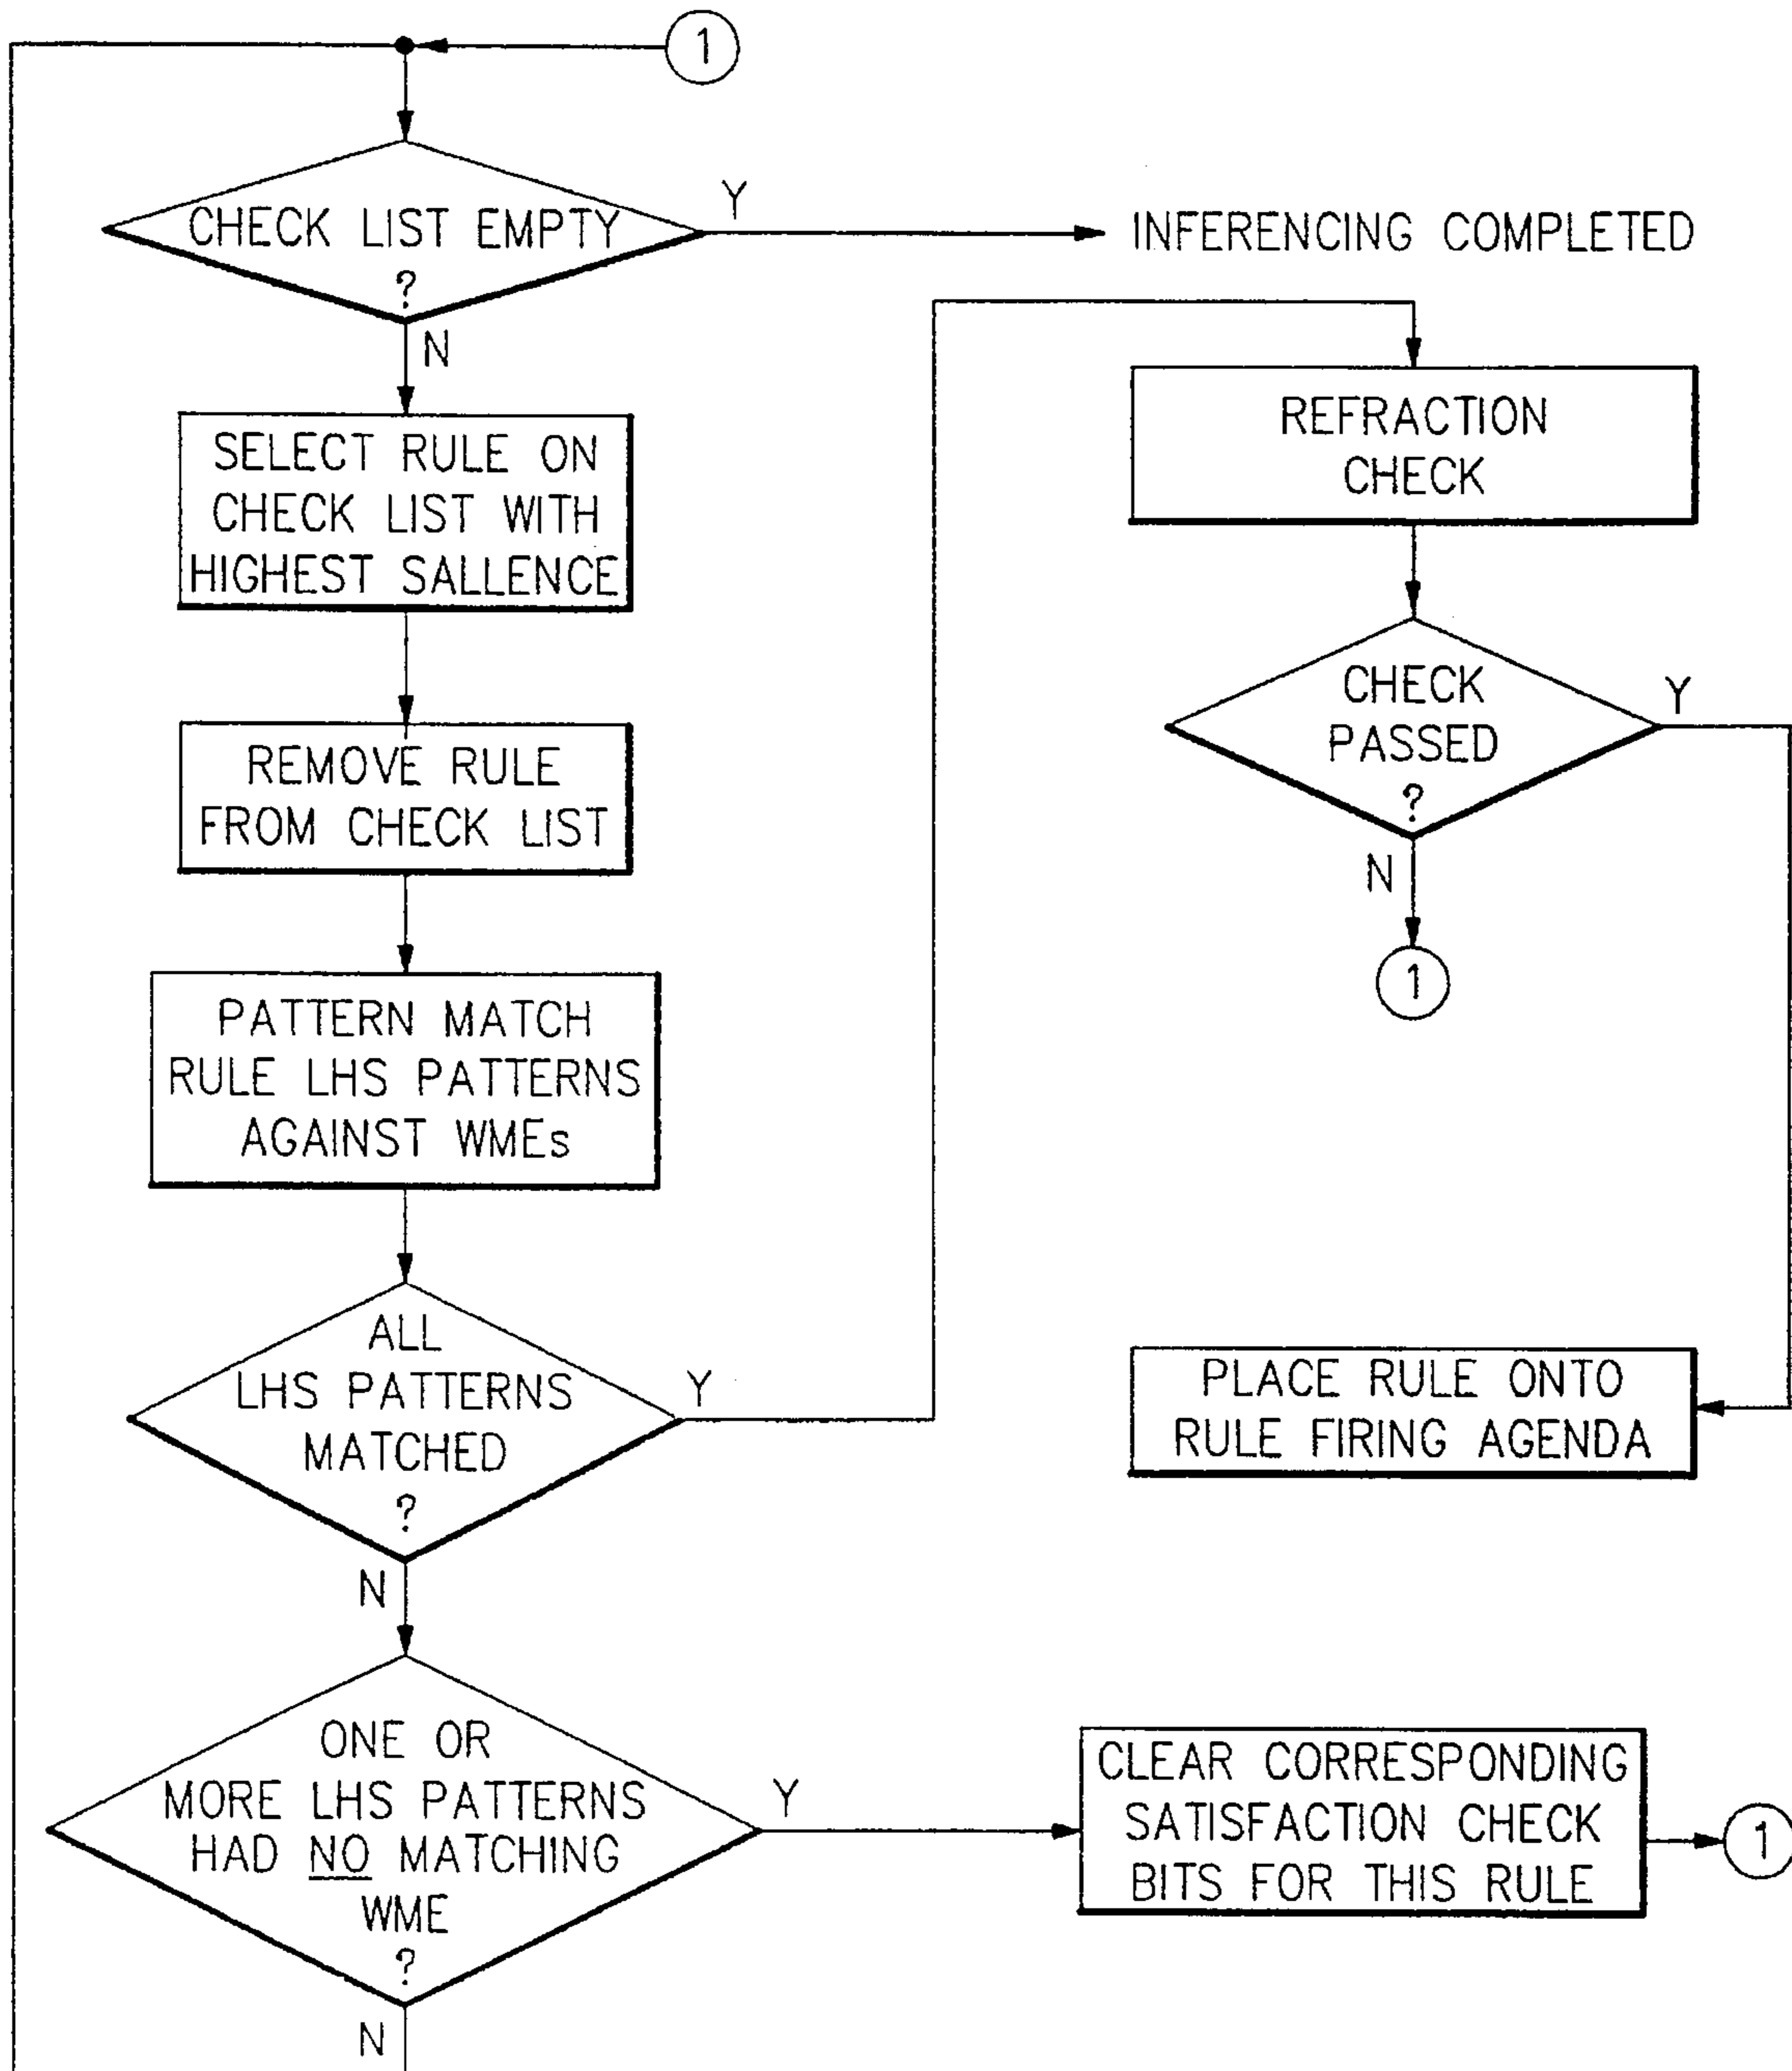 1
CHECK LIST EMPTY
?
Y
INFERENCING COMPLETED
N
SELECT RULE ON
CHECK LIST WITH
HIGHEST SALLENCE
REMOVE RULE
FROM CHECK LIST
PATTERN MATCH
RULE LHS PATTERNS
AGAINST WMEs
ALL
LHS PATTERNS
MATCHED
?
Y
N
REFRACTION
CHECK
CHECK
PASSED
?
Y
N
1
PLACE RULE ONTO
RULE FIRING AGENDA
ONE OR
MORE LHS PATTERNS
HAD NO MATCHING
WME
?
Y
N
CLEAR CORRESPONDING
SATISFACTION CHECK
BITS FOR THIS RULE
1